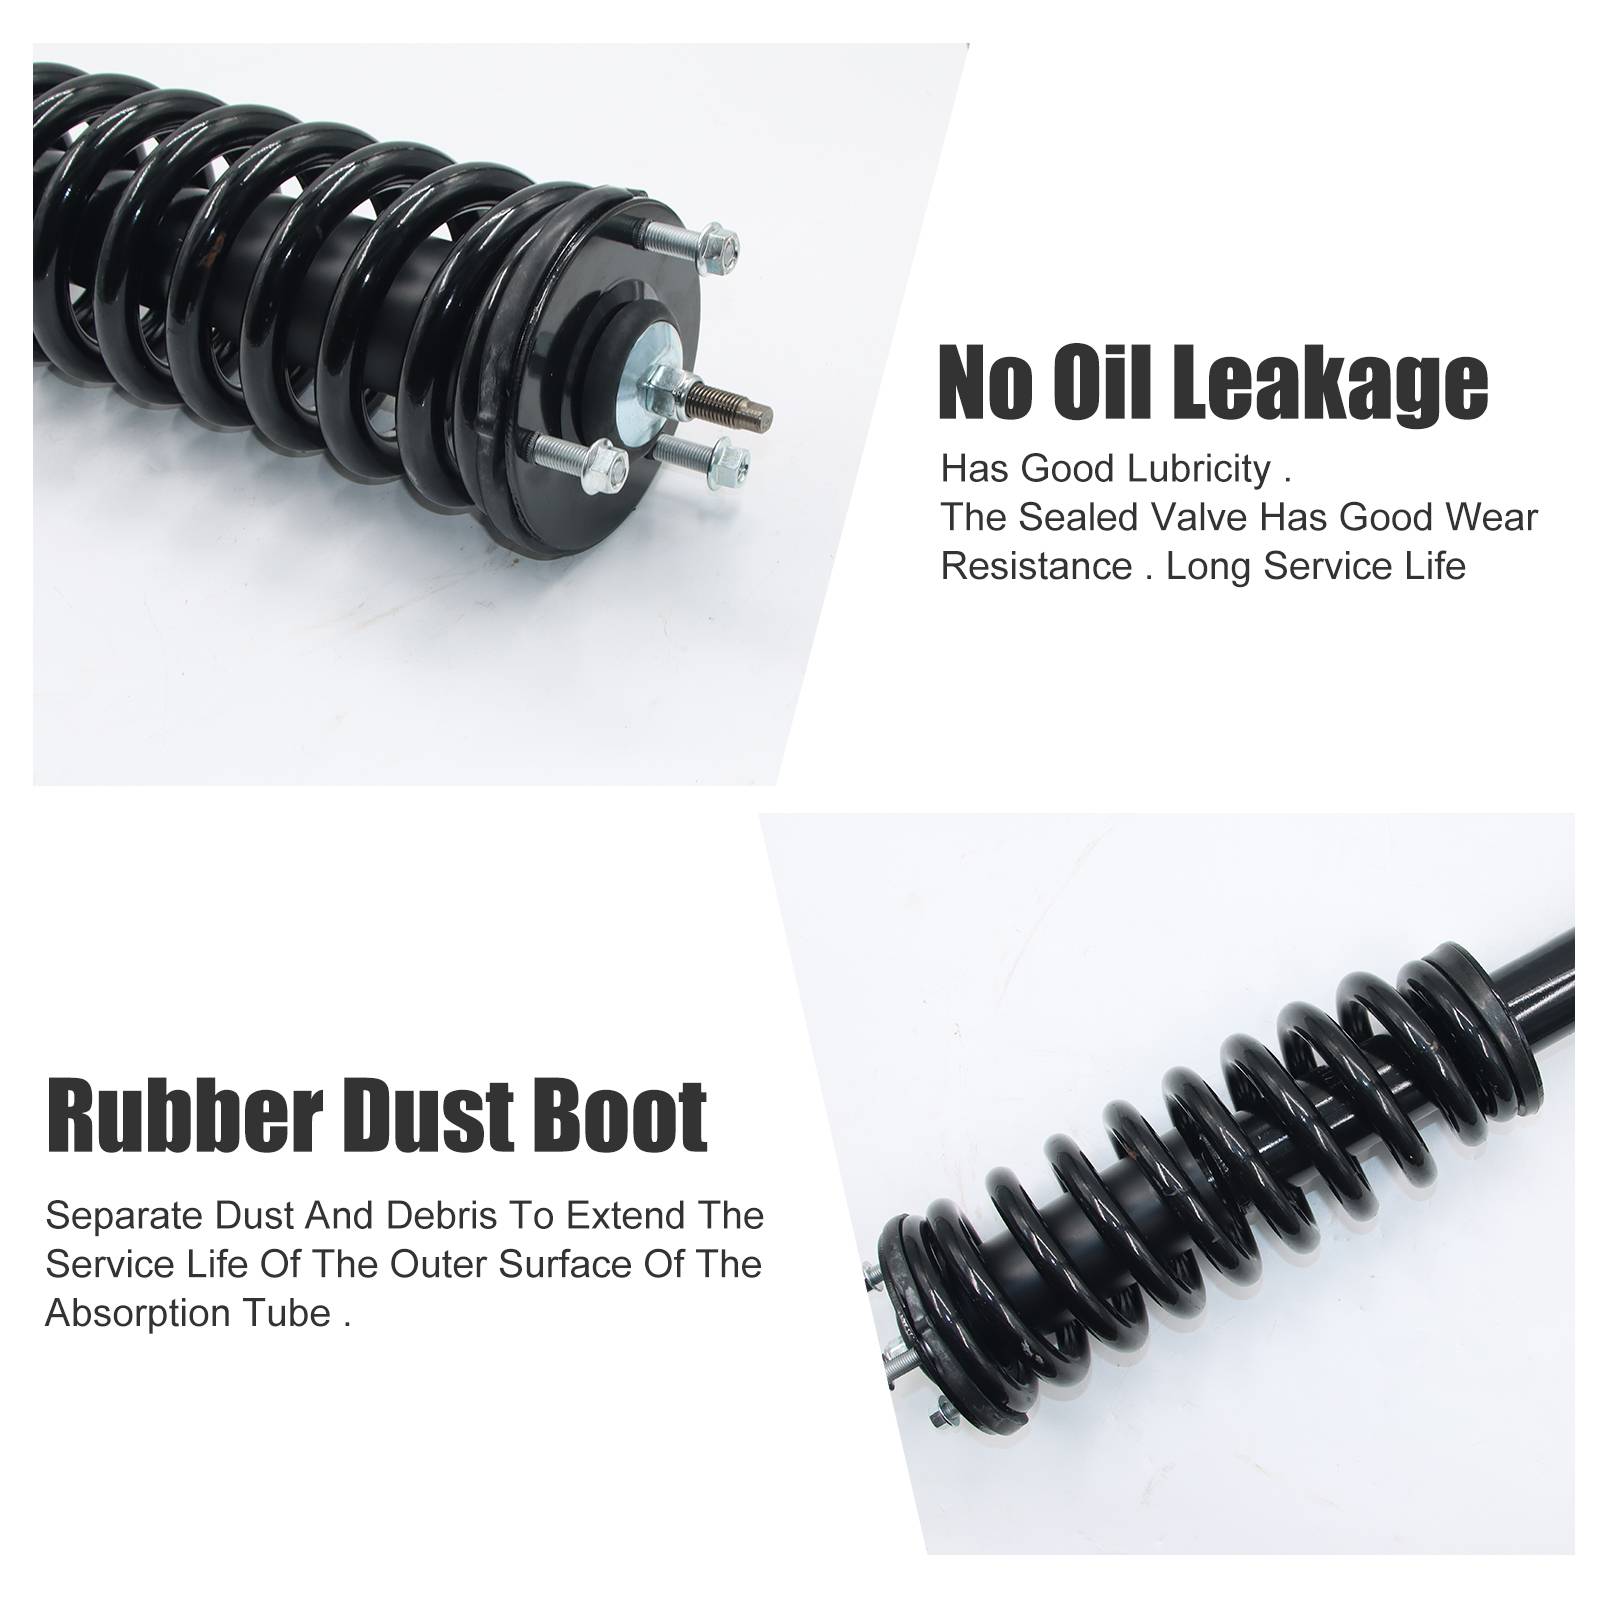 No Oil Leakage
Has Good Lubricity .
The Sealed Valve Has Good Wear
Resistance . Long Service Life
Rubber Dust Boot
Separate Dust And Debris To Extend The
Service Life Of The Outer Surface Of The
Absorption Tube .